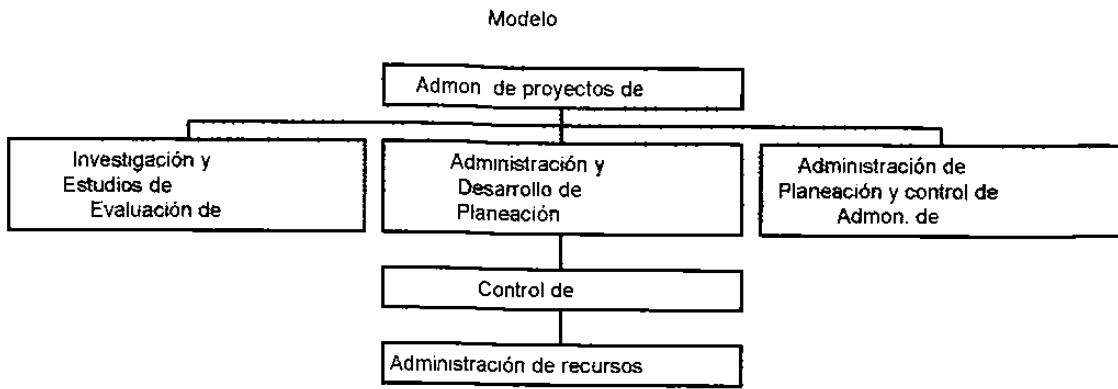 Modelo
Admon de proyectos de
Investigación y
Estudios de
Evaluación de
Administración y
Desarrollo de
Planeación
Administración de
Planeación y control de
Admon. de
Control de
Administración de recursos